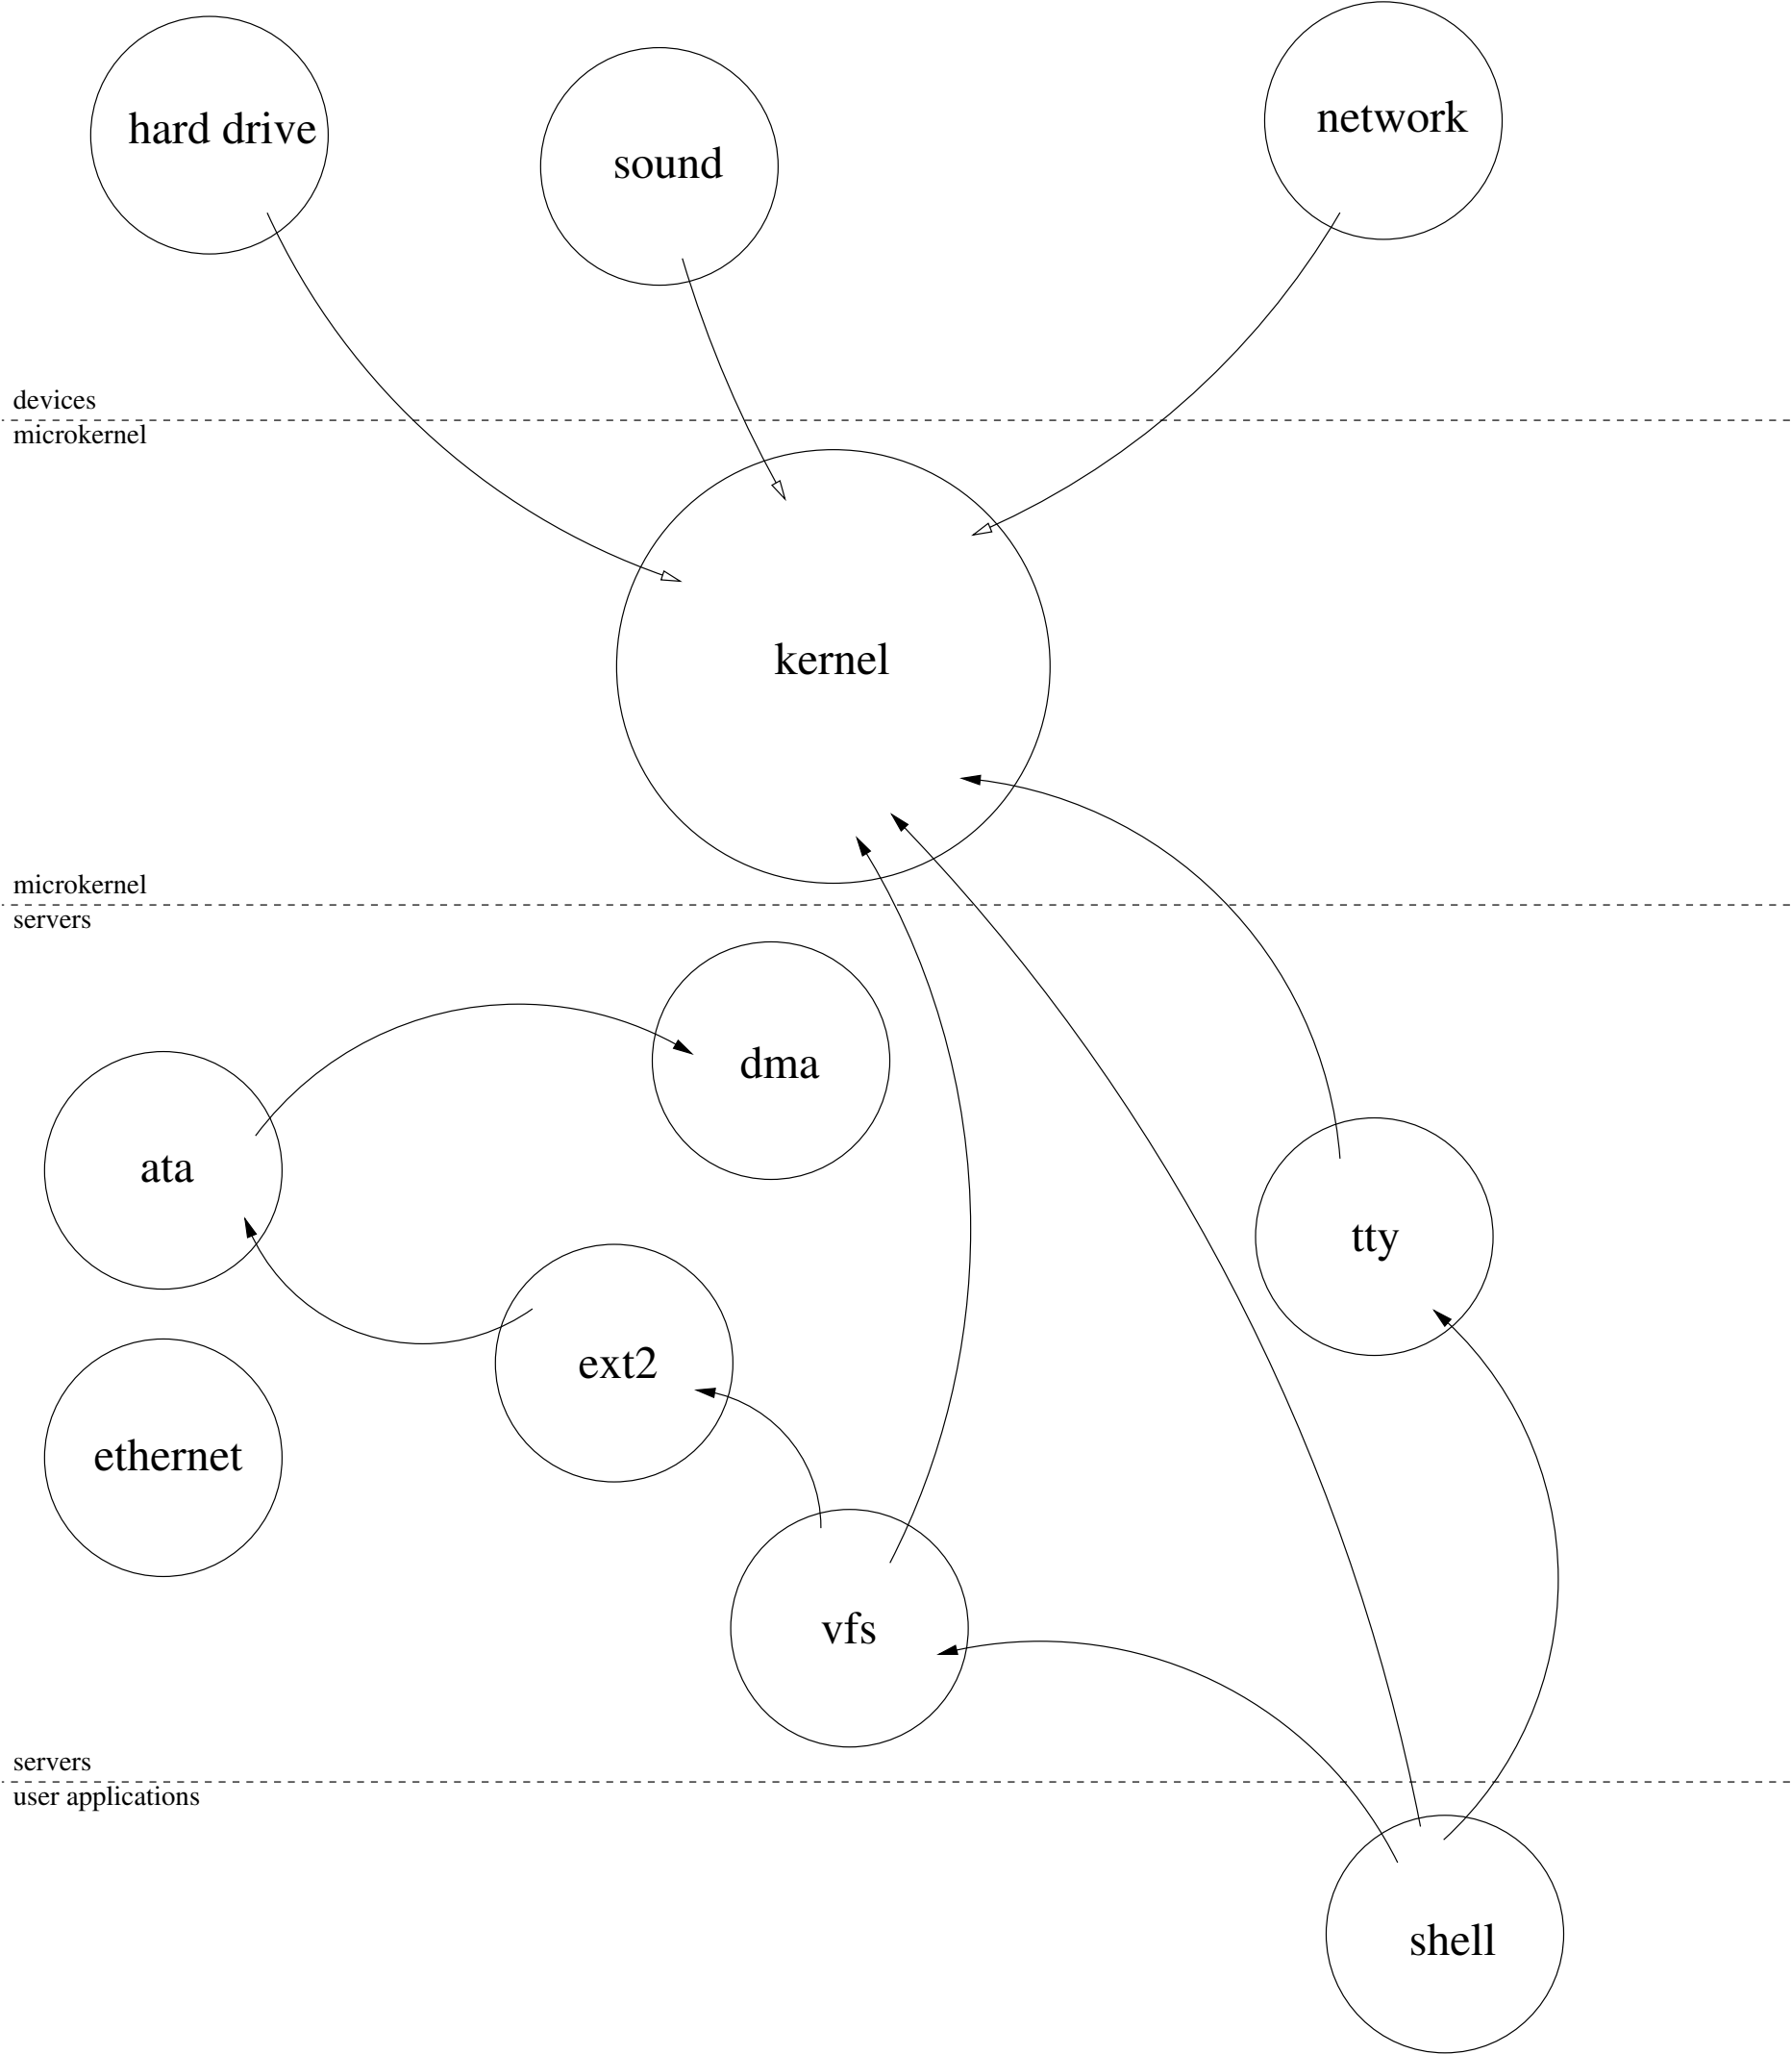 hard drive
sound
network
devices
microkernel
kernel
microkernel
servers
dma
ata
tty
ext2
ethernet
vfs
servers
user applications
shell